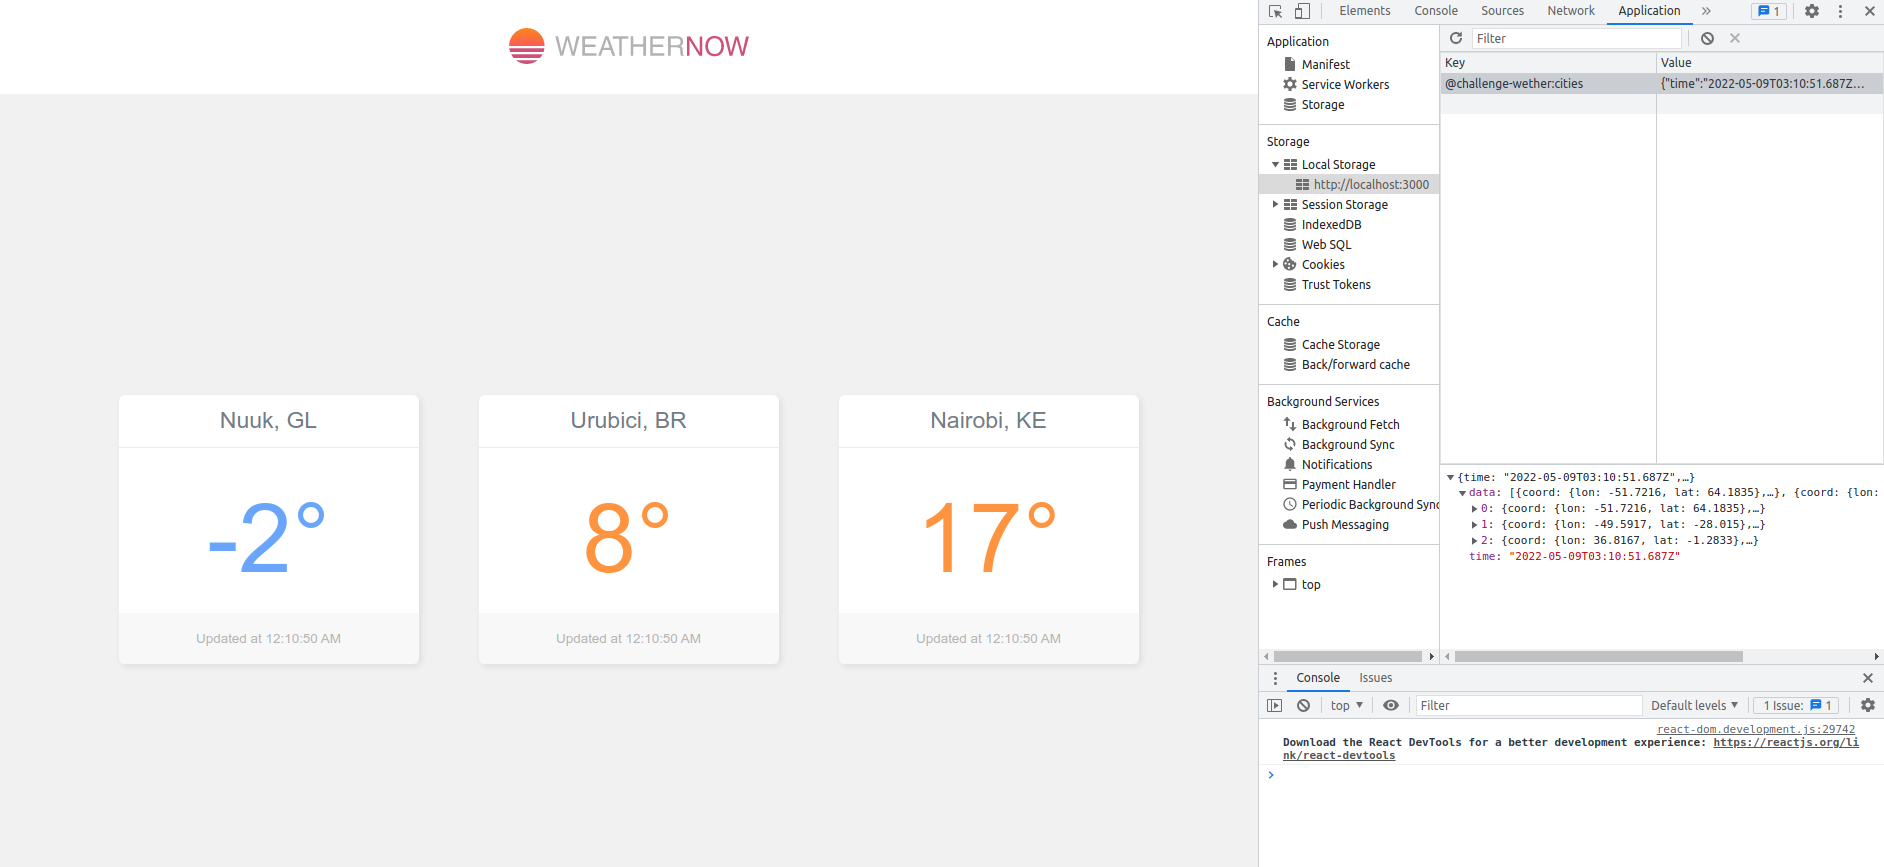 WEATHERNOW
Nuuk, GL
-2°
Updated at 12:10:50 AM
Urubici, BR
8°
Updated at 12:10:50 AM
Nairobi, KE
17°
Updated at 12:10:50 AM
Elements Console Sources Network Application » 1
Application
Manifest
Service Workers
Storage
Storage
Local Storage
http://localhost:3000
Session Storage
IndexedDB
Web SQL
Cookies
Trust Tokens
Cache
Cache Storage
Back/forward cache
Background Services
Background Fetch
Background Sync
Notifications
Payment Handler
Periodic Background Sync
Push Messaging
Frames
top
Filter
Key Value
@challenge-wether:cities {"time":"2022-05-09T03:10:51.687Z…
{time: "2022-05-09T03:10:51.687Z",…}
data: [{coord: {lon: -51.7216, lat: 64.1835},…}, {coord: {lon:
0: {coord: {lon: -51.7216, lat: 64.1835},…}
1: {coord: {lon: -49.5917, lat: -28.015},…}
2: {coord: {lon: 36.8167, lat: -1.2833},…}
time: "2022-05-09T03:10:51.687Z"
Console Issues
top Filter Default levels 1 Issue: 1
react-dom.development.js:29742
Download the React DevTools for a better development experience: https://reactjs.org/li
nk/react-devtools